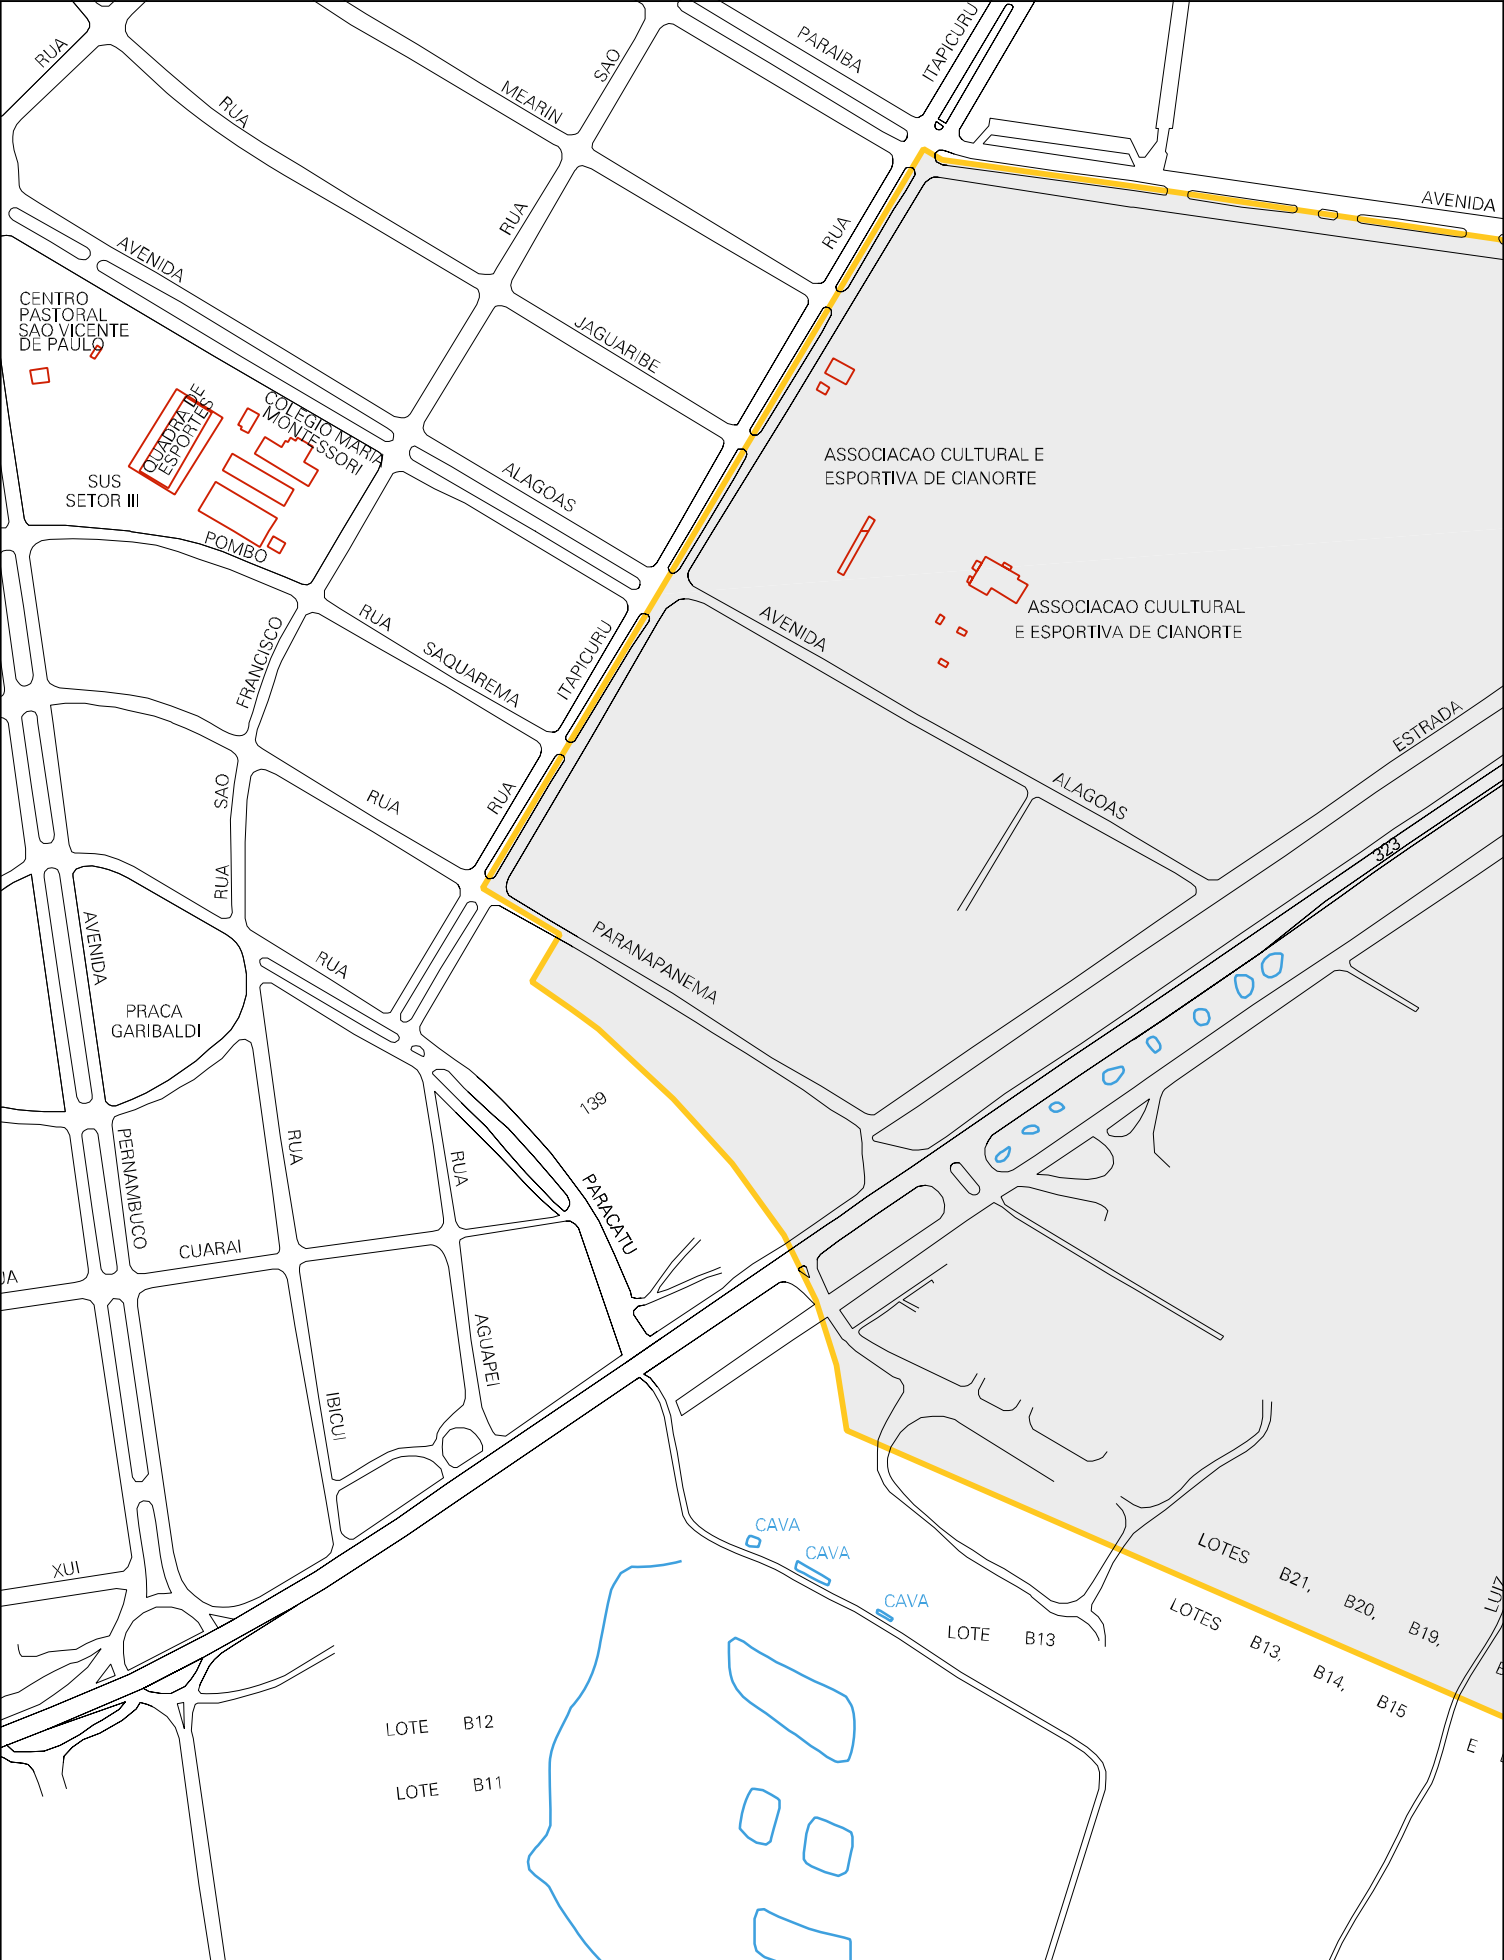 RUA
RUA
MEARIN
SAO
PARAIBA
ITAPICURU
AVENIDA
RUA
RUA
AVENIDA
CENTRO
PASTORAL
SAO VICENTE
DE PAULO
JAGUARIBE
QUADRA DE
ESPORTES
COLEGIO MARIA
MONTESSORI
SUS
SETOR III
ALAGOAS
ASSOCIACAO CULTURAL E
ESPORTIVA DE CIANORTE
POMBO
RUA
SAQUAREMA
ITAPICURU
AVENIDA
ASSOCIACAO CUULTURAL
E ESPORTIVA DE CIANORTE
FRANCISCO
ESTRADA
SAO
RUA
RUA
ALAGOAS
323
RUA
AVENIDA
RUA
PARANAPANEMA
PRACA
GARIBALDI
139
PERNAMBUCO
RUA
RUA
PARACATU
CUARAI
UA
AGUAPEI
IBICUI
CAVA
CAVA
CAVA
XUI
LOTES B21, B20, B19,
LUIZ
LOTES B13, B14, B15 E
LOTE B13
LOTE B12
LOTE B11